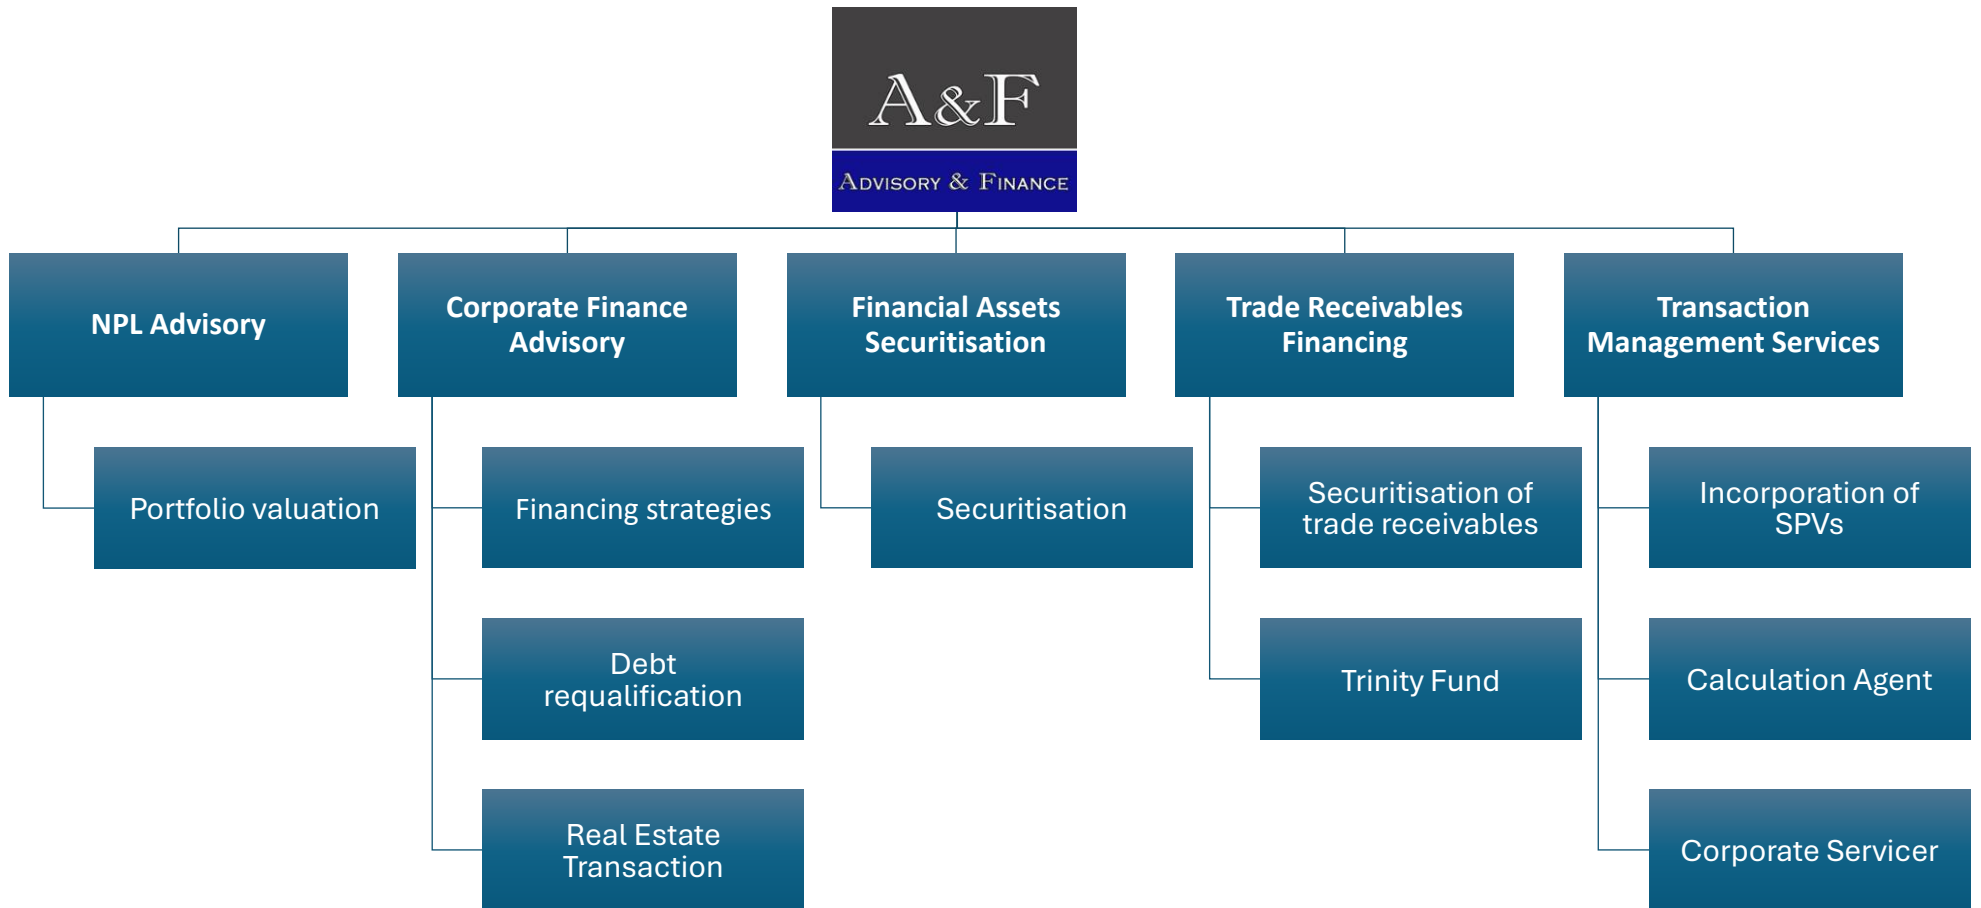 A&F
ADVISORY & FINANCE
NPL Advisory
Corporate Finance
Advisory
Financial Assets
Securitisation
Trade Receivables
Financing
Transaction
Management Services
Portfolio valuation
Financing strategies
Securitisation
Securitisation of
trade receivables
Incorporation of
SPVs
Debt
requalification
Trinity Fund
Calculation Agent
Real Estate
Transaction
Corporate Servicer